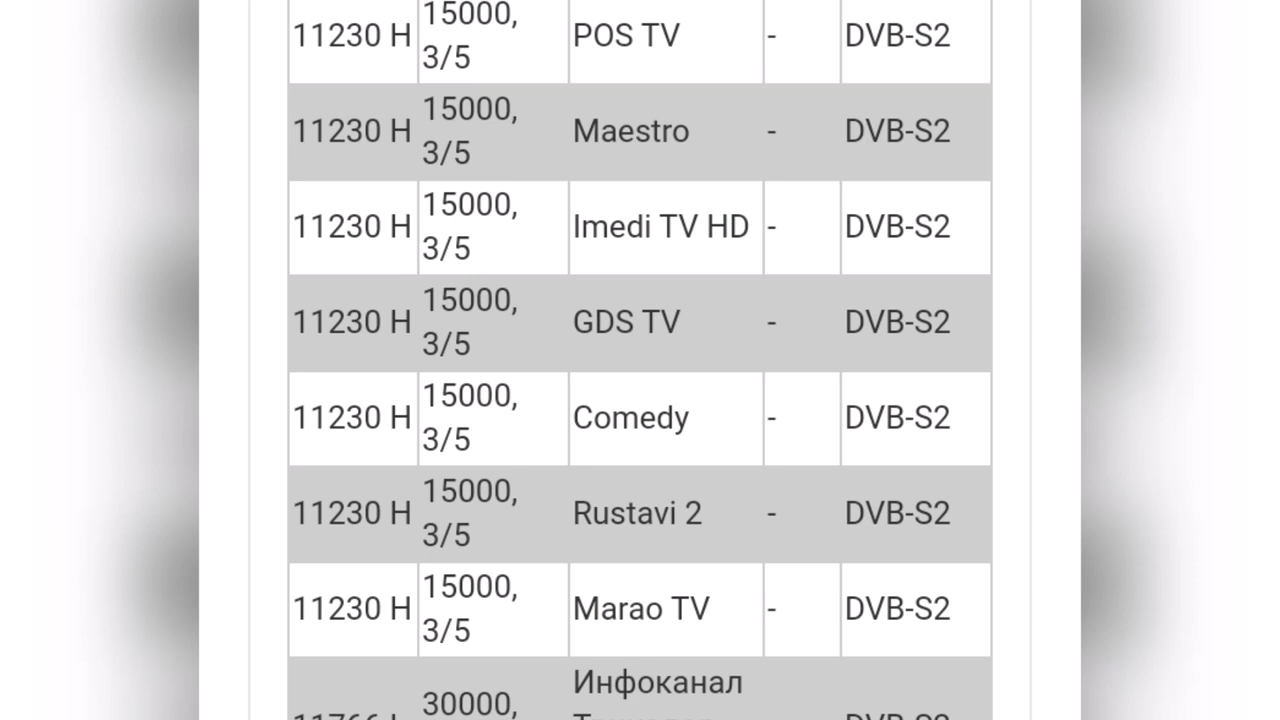 11230 H 15000, 3/5 POS TV - DVB-S2
11230 H 15000, 3/5 Maestro - DVB-S2
11230 H 15000, 3/5 Imedi TV HD - DVB-S2
11230 H 15000, 3/5 GDS TV - DVB-S2
11230 H 15000, 3/5 Comedy - DVB-S2
11230 H 15000, 3/5 Rustavi 2 - DVB-S2
11230 H 15000, 3/5 Marao TV - DVB-S2
30000, Инфоканал